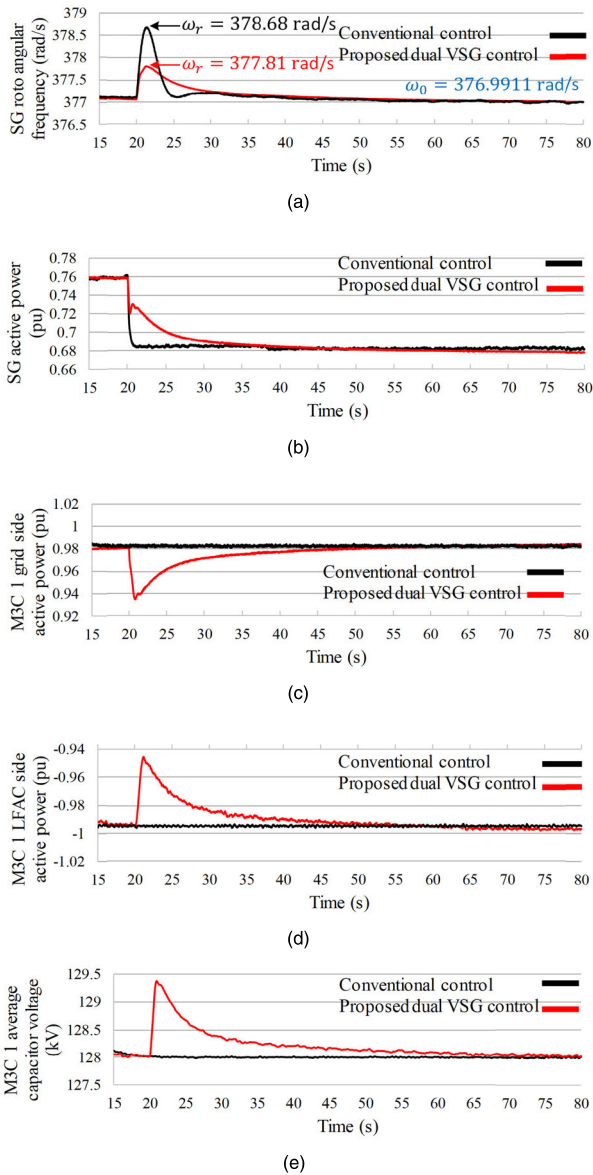 379
378.5
378
377.5
377
376.5
SG roto angular
frequency (rad/s)
ωr = 378.68 rad/s
ωr = 377.81 rad/s
Conventional control
Proposed dual VSG control
ω0 = 376.9911 rad/s
15 20 25 30 35 40 45 50 55 60 65 70 75 80
Time (s)
(a)
0.78
0.76
0.74
0.72
0.7
0.68
0.66
SG active power
(pu)
Conventional control
Proposed dual VSG control
15 20 25 30 35 40 45 50 55 60 65 70 75 80
Time (s)
(b)
1.02
1
0.98
0.96
0.94
0.92
M3C 1 grid side
active power (pu)
Conventional control
Proposed dual VSG control
15 20 25 30 35 40 45 50 55 60 65 70 75 80
Time (s)
(c)
-0.94
-0.96
-0.98
-1
-1.02
M3C 1 LFAC side
active power (pu)
Conventional control
Proposed dual VSG control
15 20 25 30 35 40 45 50 55 60 65 70 75 80
Time (s)
(d)
129.5
129
128.5
128
127.5
M3C 1 average
capacitor voltage
(kV)
Conventional control
Proposed dual VSG control
15 20 25 30 35 40 45 50 55 60 65 70 75 80
Time (s)
(e)